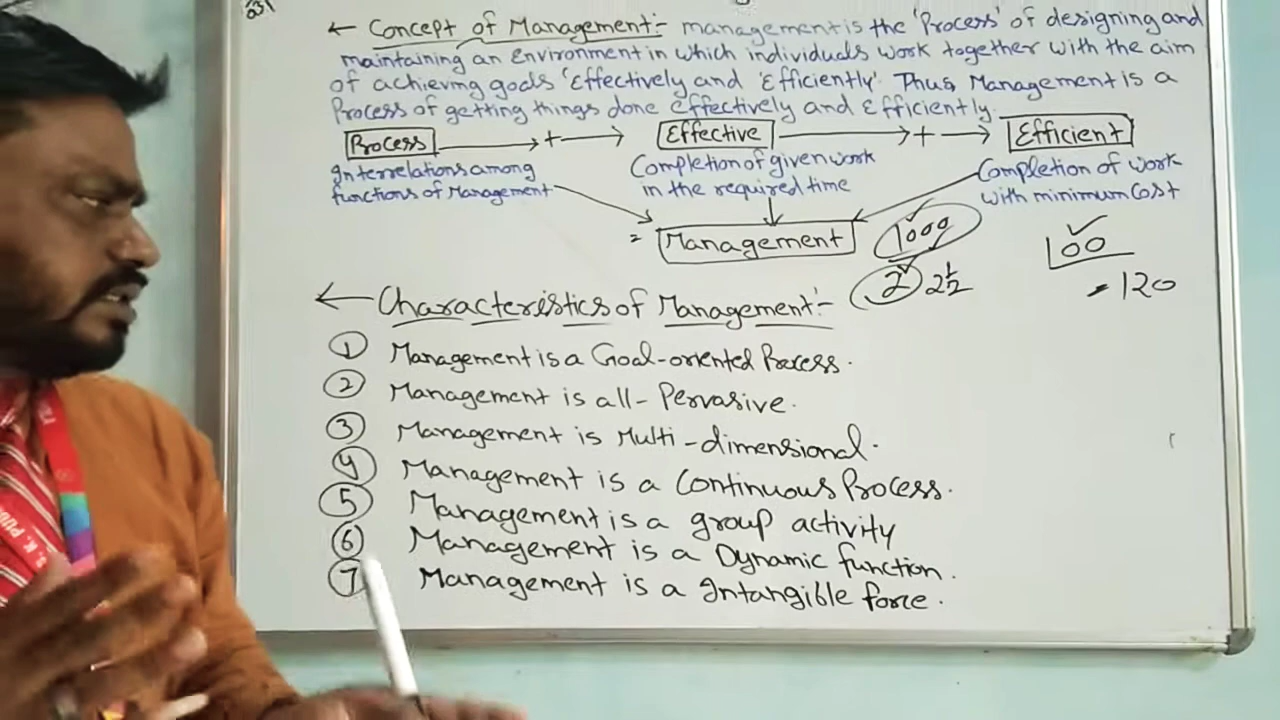 ← Concept of Management:- management is the 'Process' of designing and
maintaining an Environment in which individuals work together with the aim
of achieving goals 'Effectively and 'Efficiently'. Thus Management is a
Process of getting things done effectively and Efficiently.
Process → + → Effective → + → Efficient
Interrelations among
functions of Management
Completion of given work
in the required time
Completion of work
with minimum Cost
= Management
1000
2 2½
100
120
← Characteristics of Management:-
① Management is a Goal-oriented Process.
② Management is all-Pervasive.
③ Management is Multi-dimensional.
④ Management is a Continuous Process.
⑤ Management is a group activity
⑥ Management is a Dynamic function.
⑦ Management is a Intangible force.